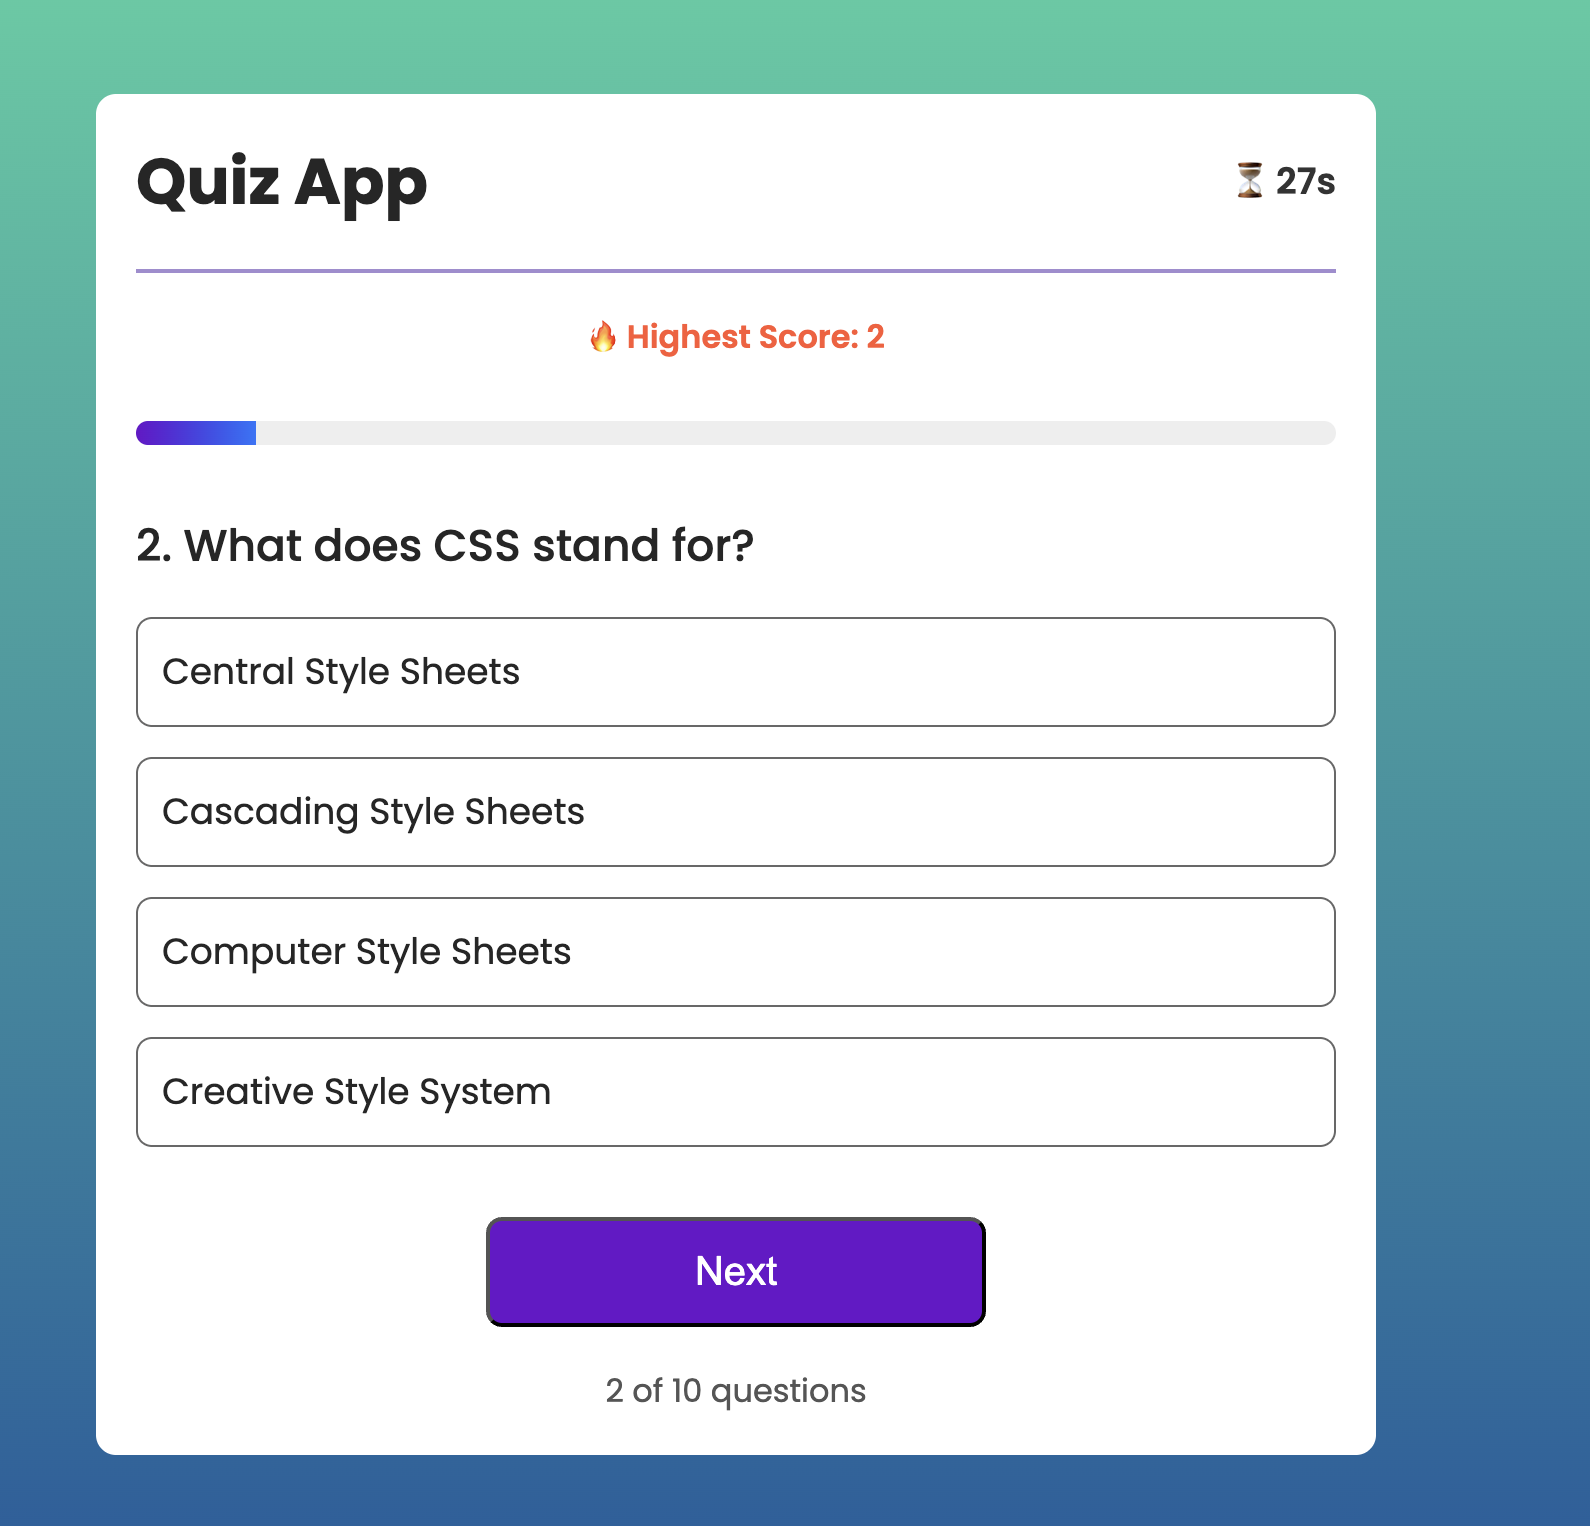 Quiz App
⏳ 27s
🔥 Highest Score: 2
2. What does CSS stand for?
Central Style Sheets
Cascading Style Sheets
Computer Style Sheets
Creative Style System
Next
2 of 10 questions